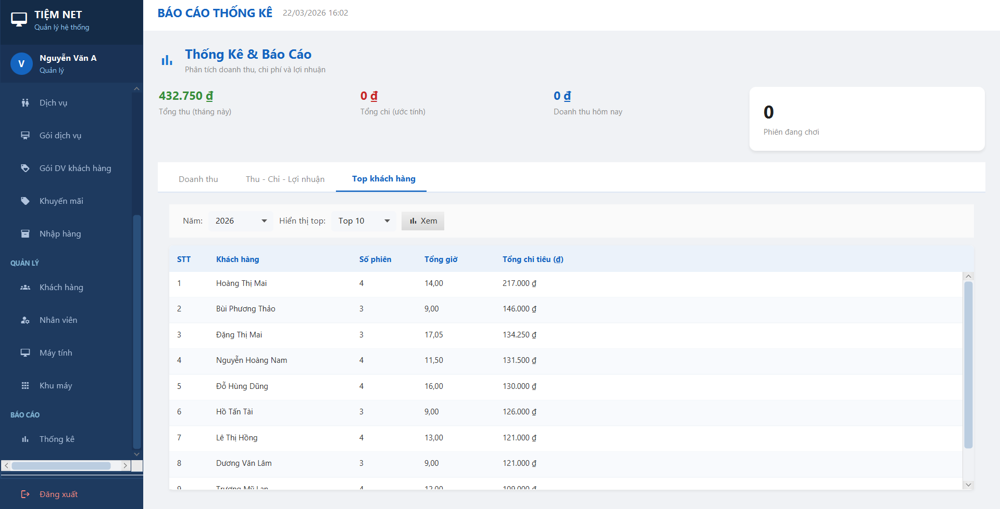 TIỆM NET
Quản lý hệ thống
Nguyễn Văn A
V
Quản lý
Dịch vụ
Gói dịch vụ
Gói DV khách hàng
Khuyến mãi
Nhập hàng
QUẢN LÝ
Khách hàng
Nhân viên
Máy tính
Khu máy
BÁO CÁO
Thống kê
Đăng xuất
BÁO CÁO THỐNG KÊ 22/03/2026 16:02
Thống Kê & Báo Cáo
Phân tích doanh thu, chi phí và lợi nhuận
432.750 ₫
Tổng thu (tháng này)
0 ₫
Tổng chi (ước tính)
0 ₫
Doanh thu hôm nay
0
Phiên đang chơi
Doanh thu Thu - Chi - Lợi nhuận Top khách hàng
Năm: 2026 Hiển thị top: Top 10 Xem
STT Khách hàng Số phiên Tổng giờ Tổng chi tiêu (₫)
1 Hoàng Thị Mai 4 14,00 217.000 ₫
2 Bùi Phương Thảo 3 9,00 146.000 ₫
3 Đặng Thị Mai 3 17,05 134.250 ₫
4 Nguyễn Hoàng Nam 4 11,50 131.500 ₫
5 Đỗ Hùng Dũng 4 16,00 130.000 ₫
6 Hồ Tấn Tài 3 9,00 126.000 ₫
7 Lê Thị Hồng 4 13,00 121.000 ₫
8 Dương Văn Lâm 3 9,00 121.000 ₫
9 Trương Mỹ Lan 4 12,00 109.000 ₫